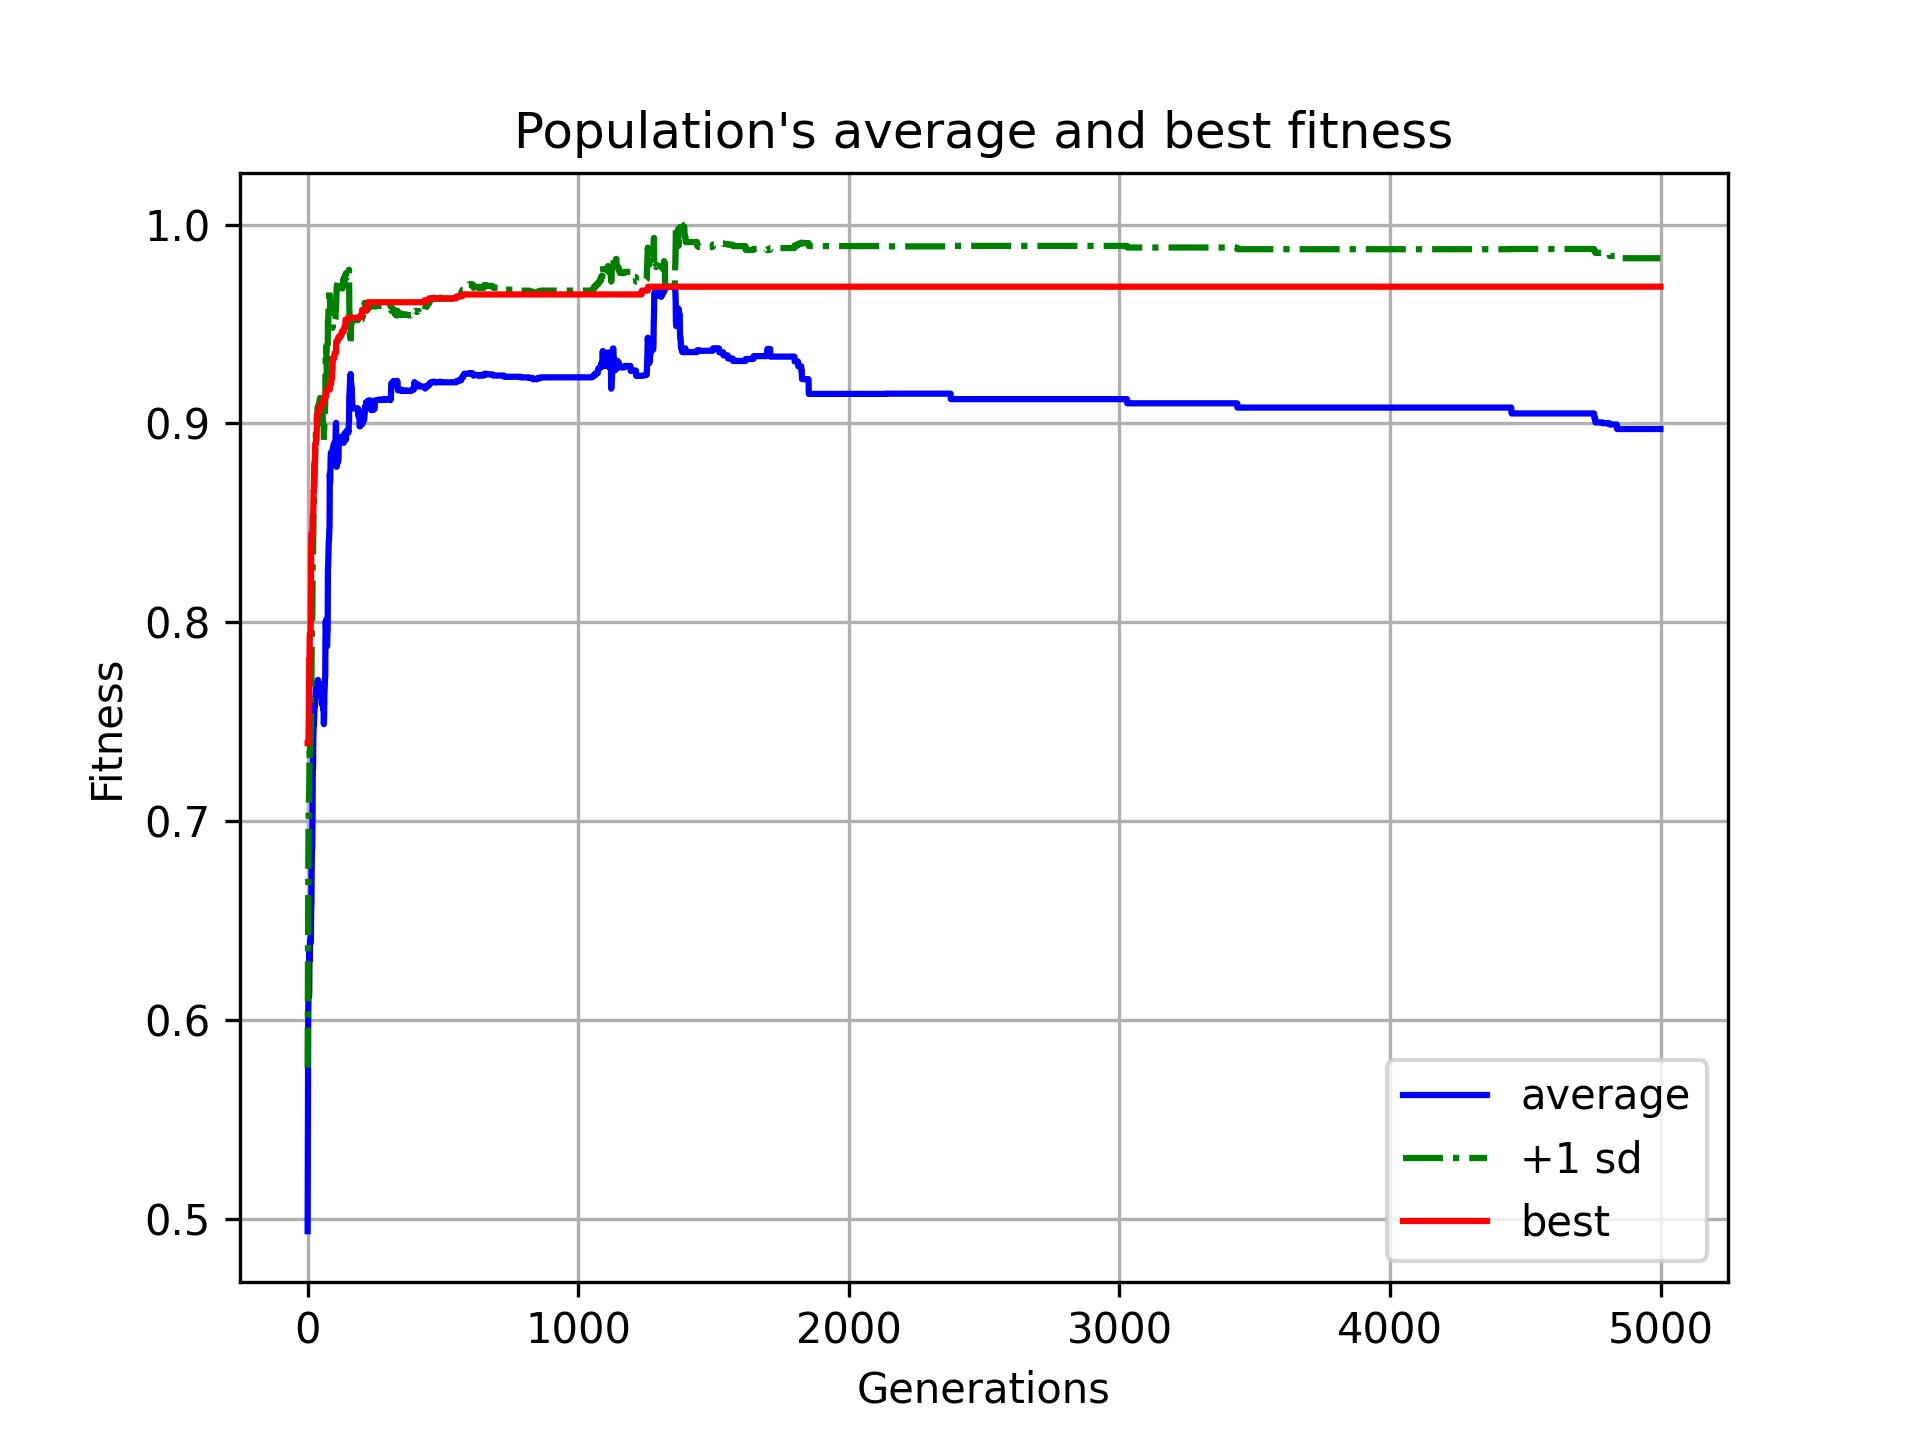 Population's average and best fitness
1.0
0.9
0.8
0.7
0.6
0.5
Fitness
0 1000 2000 3000 4000 5000
Generations
average
+1 sd
best